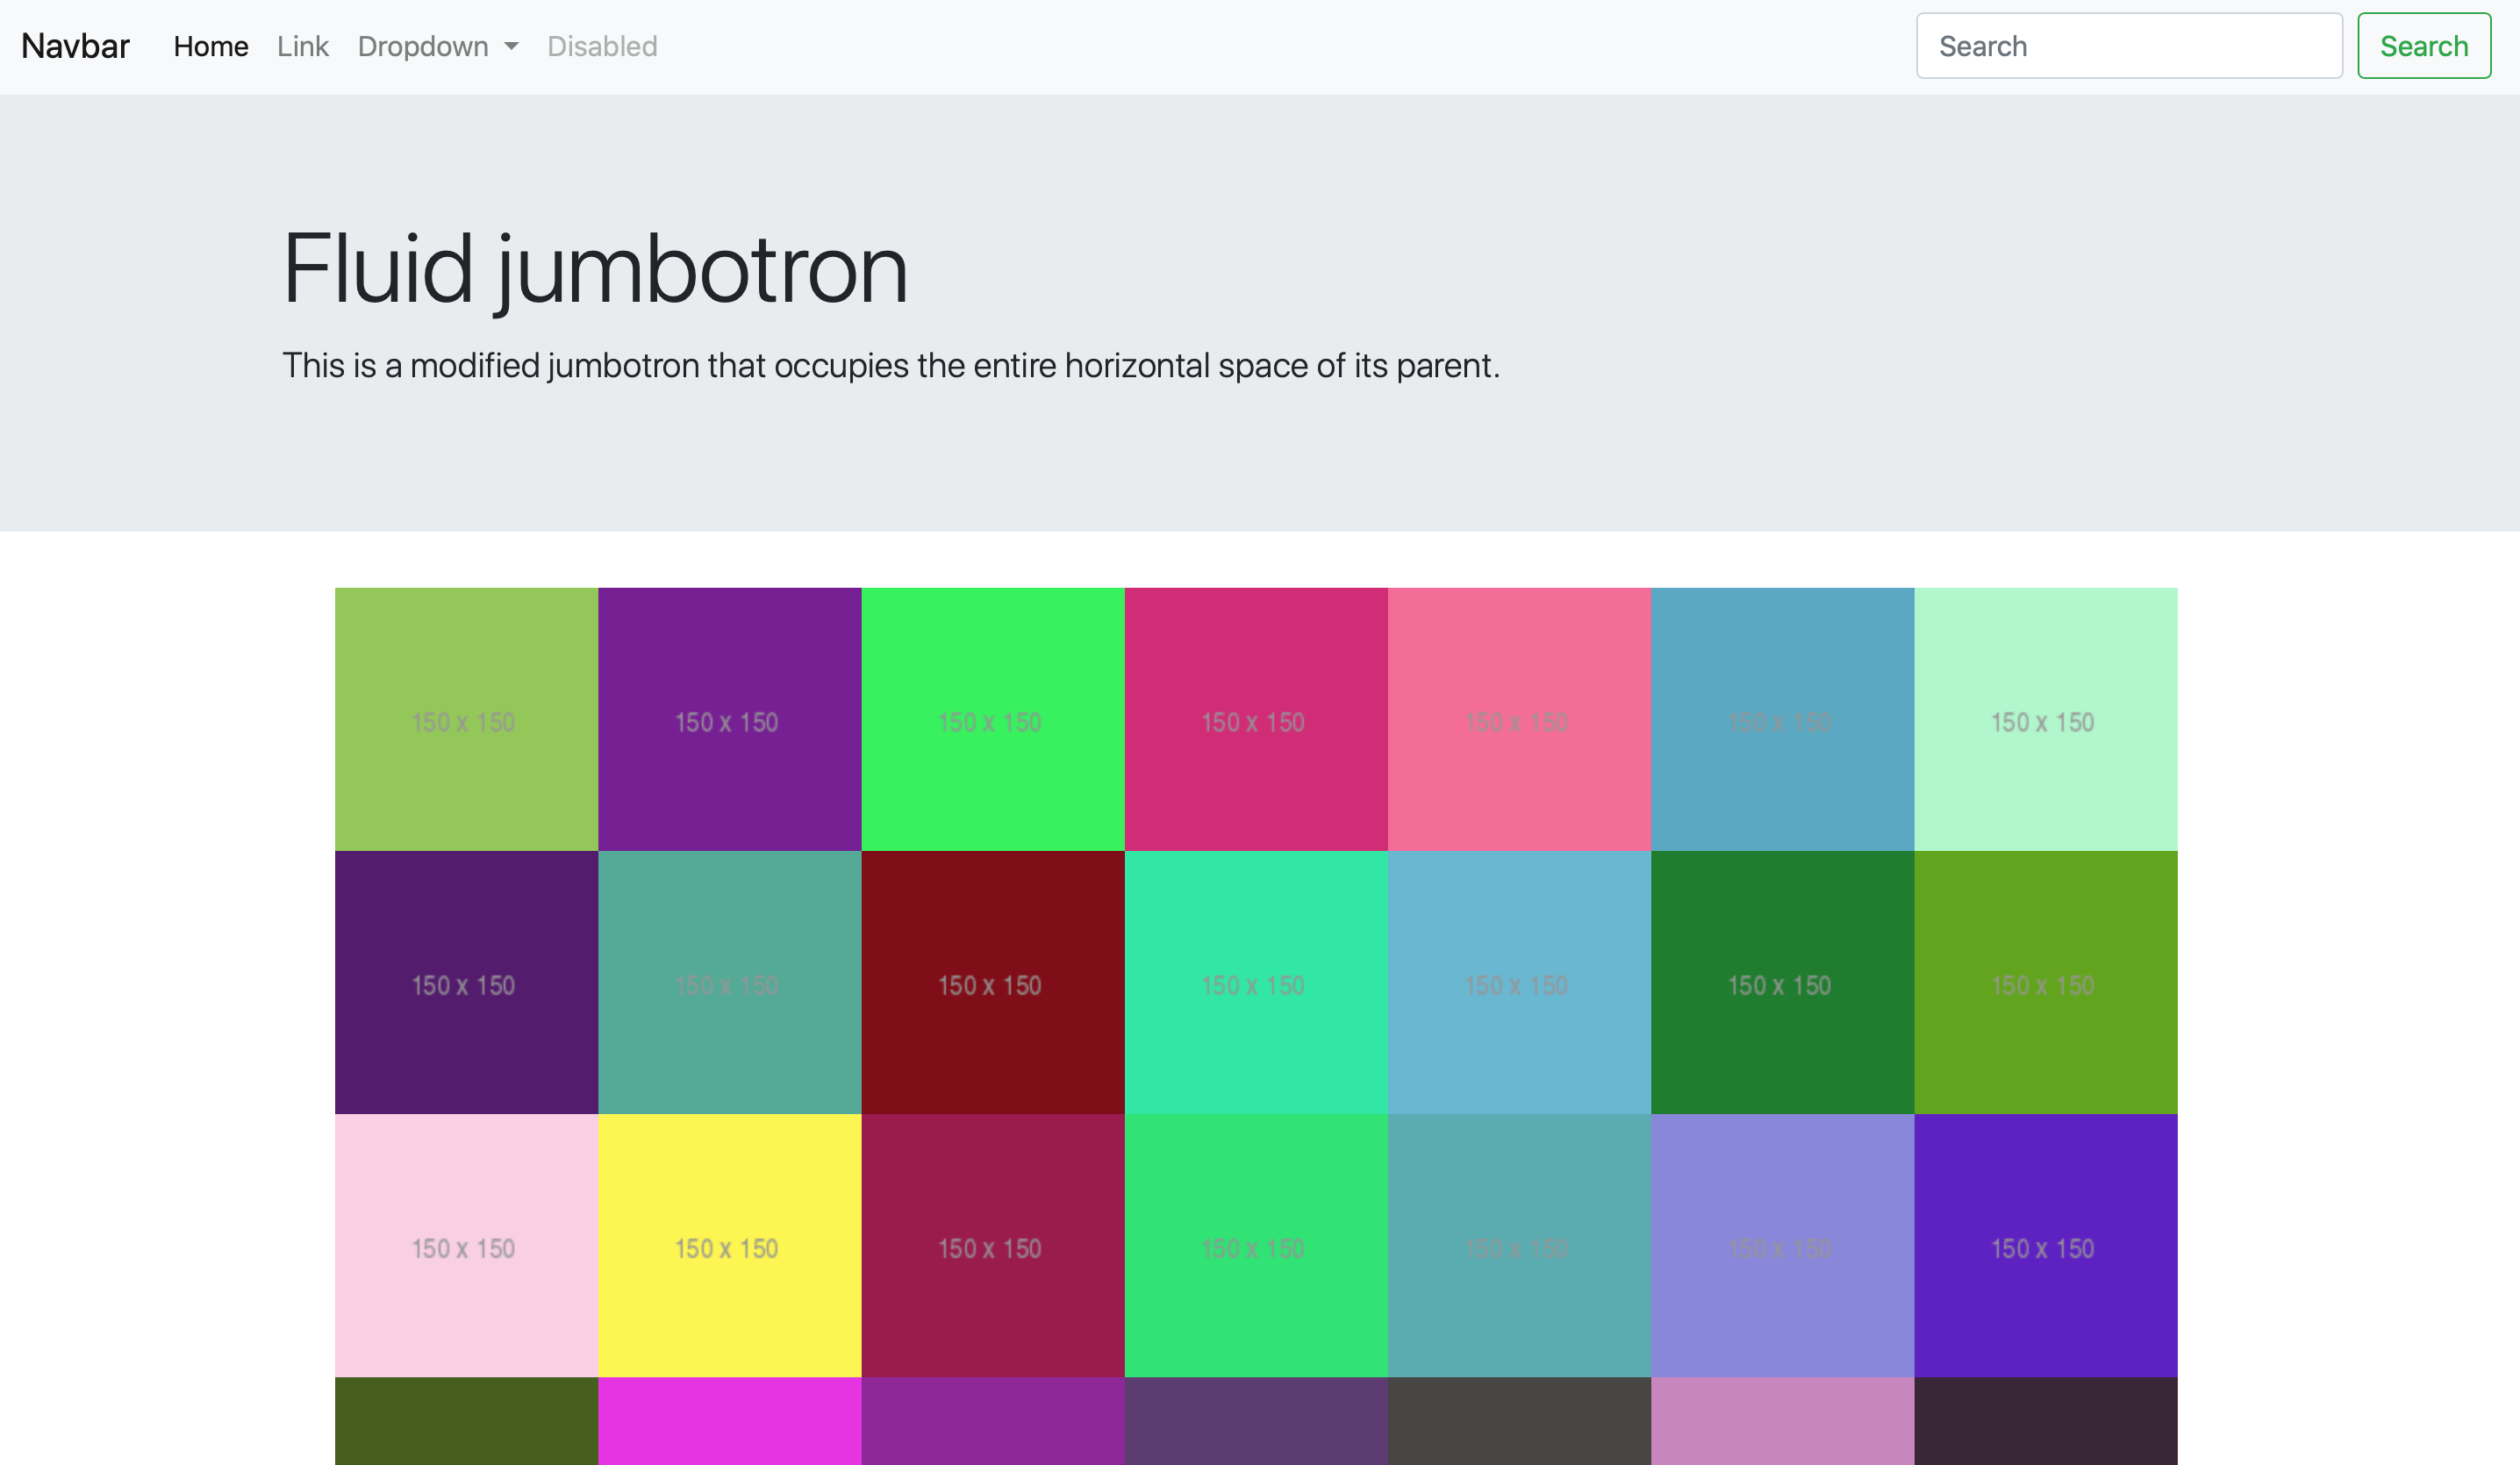 Navbar Home Link Dropdown Disabled Search Search
Fluid jumbotron
This is a modified jumbotron that occupies the entire horizontal space of its parent.
150 x 150 150 x 150 150 x 150 150 x 150 150 x 150 150 x 150 150 x 150
150 x 150 150 x 150 150 x 150 150 x 150 150 x 150 150 x 150 150 x 150
150 x 150 150 x 150 150 x 150 150 x 150 150 x 150 150 x 150 150 x 150